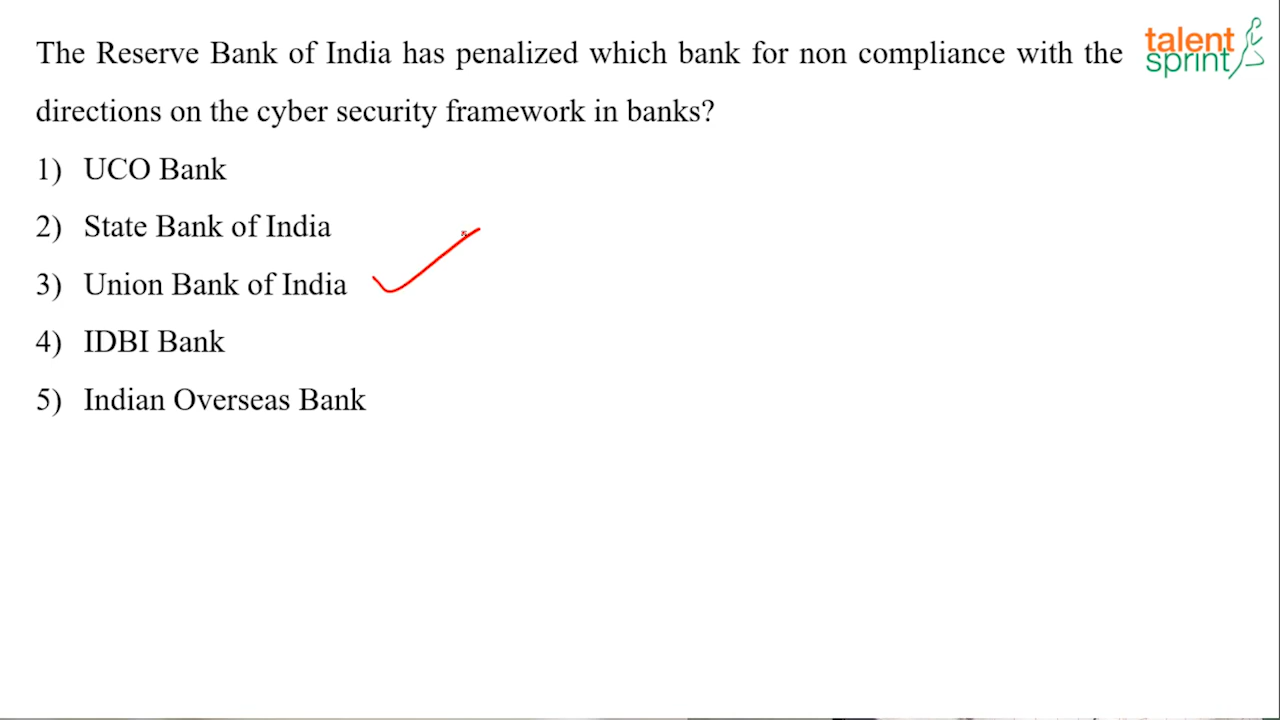 The Reserve Bank of India has penalized which bank for non compliance with the
talent
sprint
directions on the cyber security framework in banks?
1) UCO Bank
2) State Bank of India
3) Union Bank of India
4) IDBI Bank
5) Indian Overseas Bank